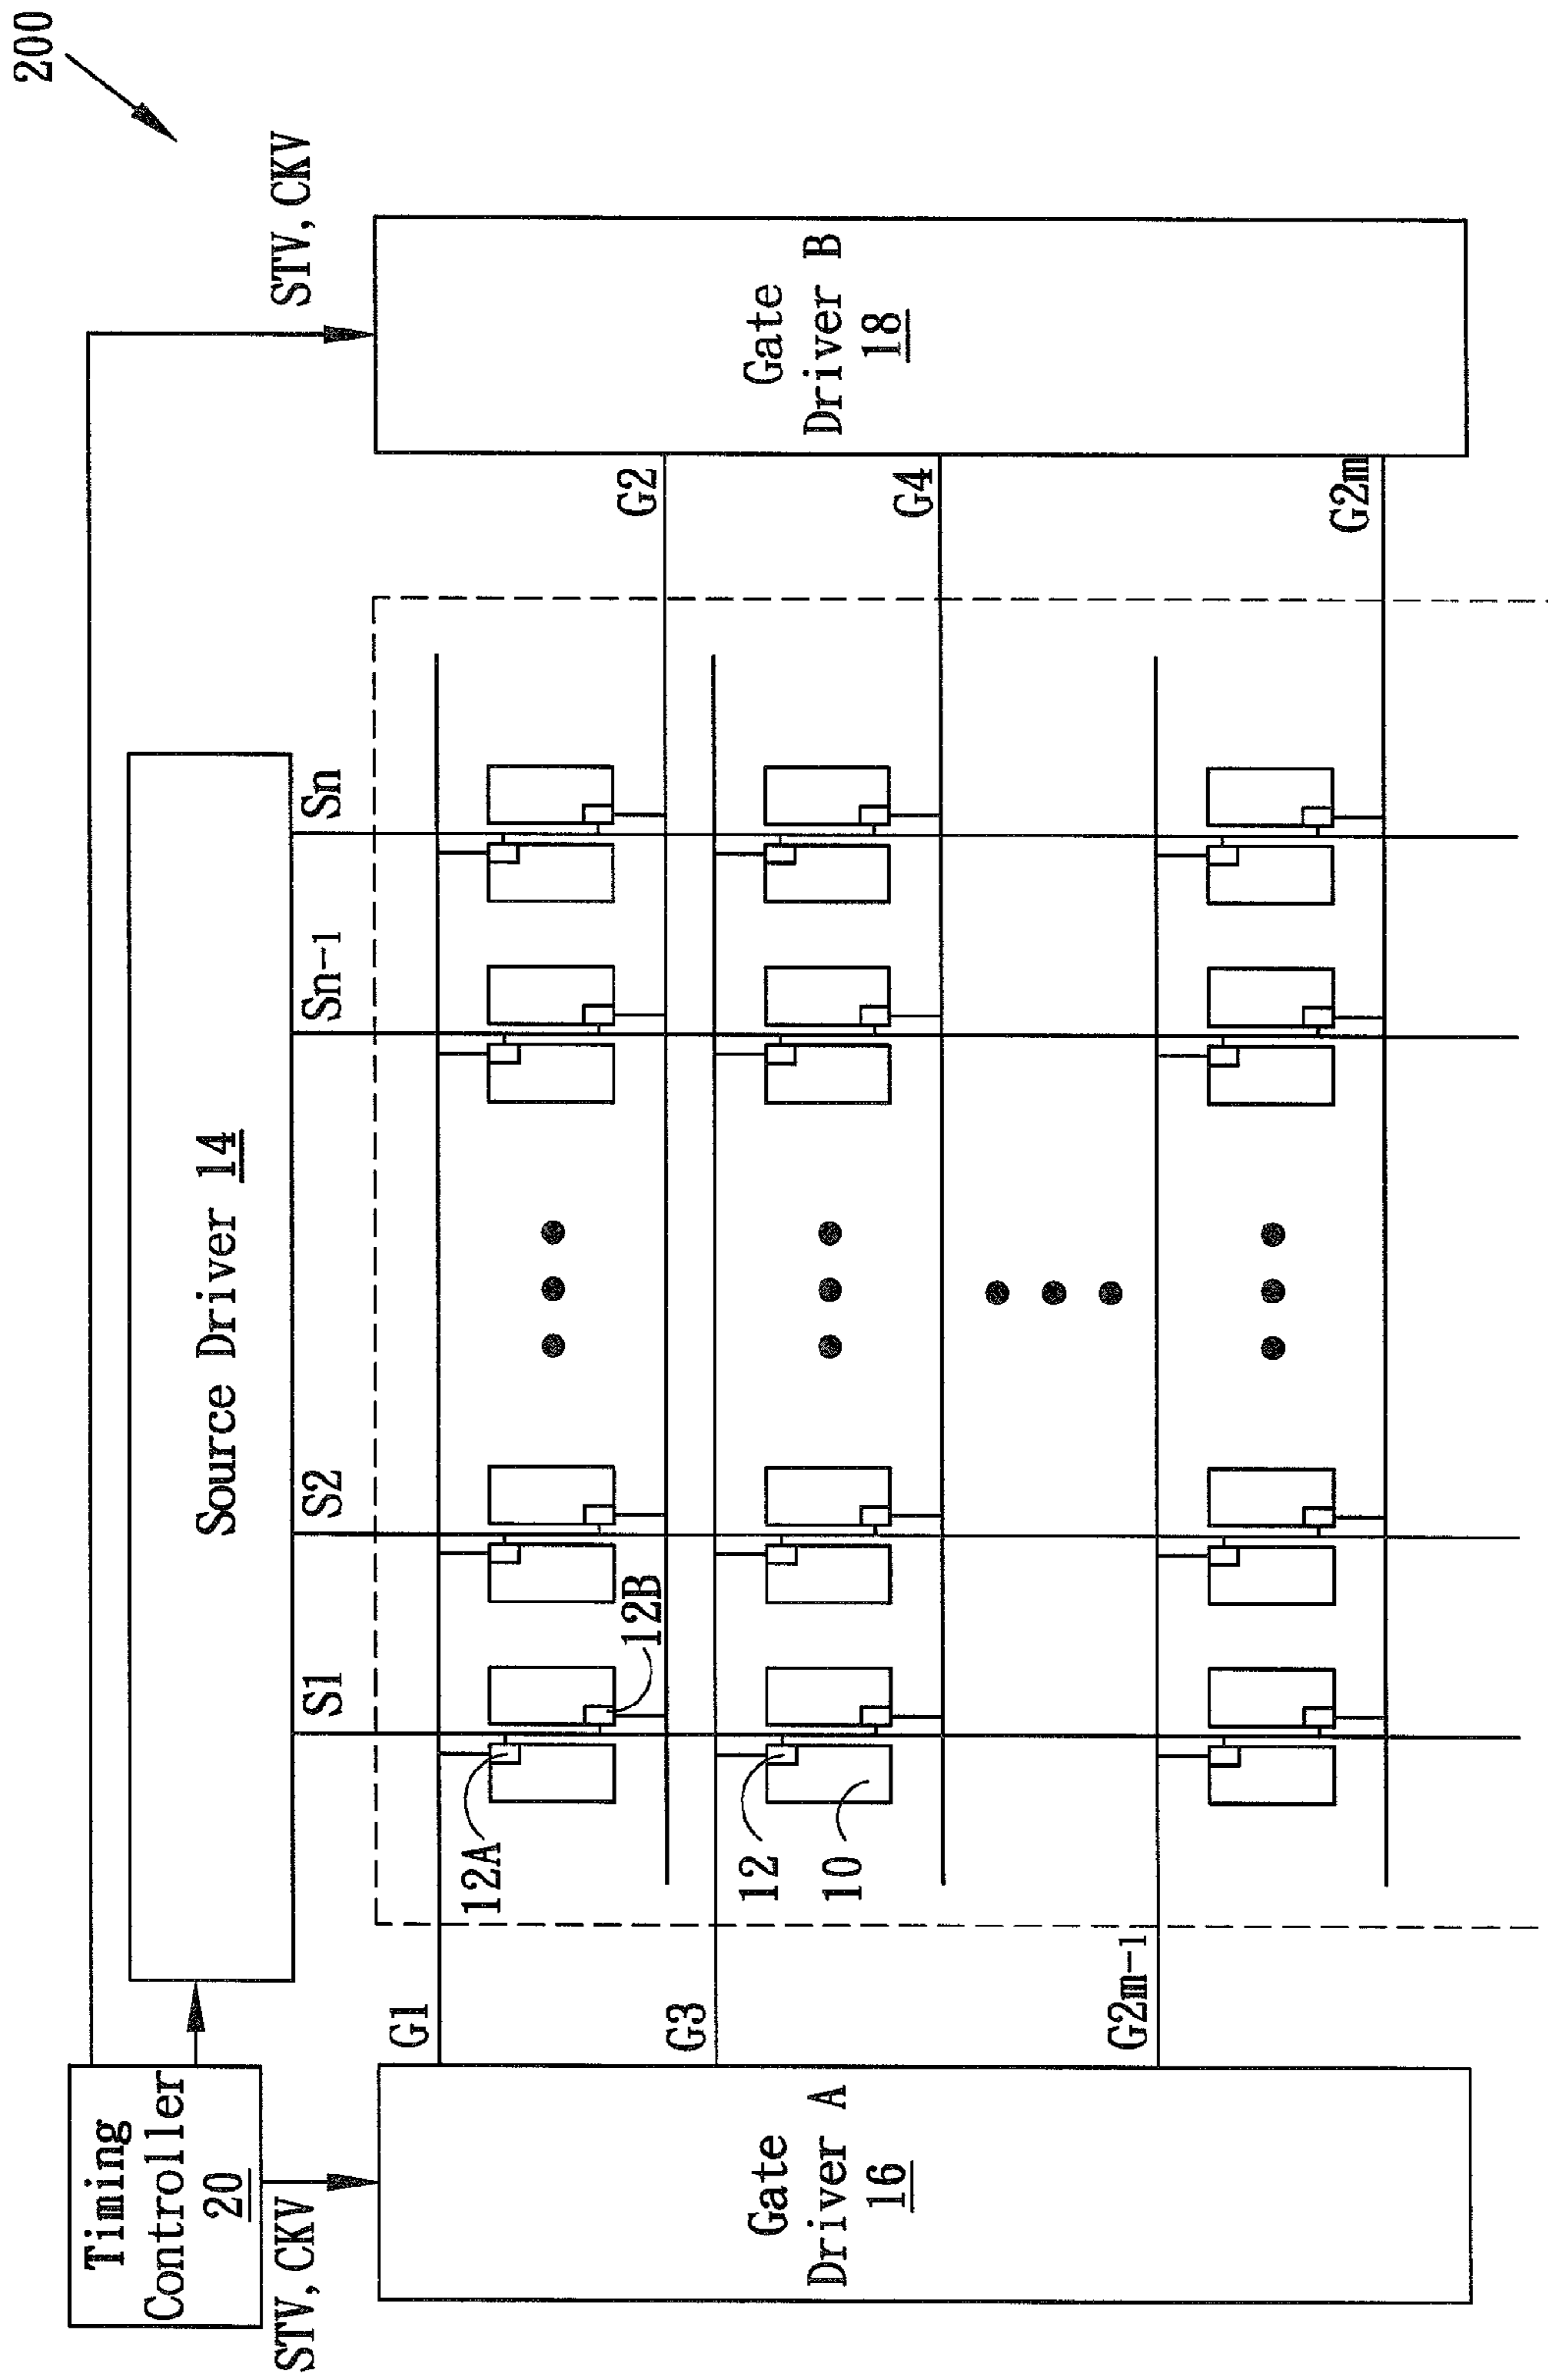 200
Timing
Controller
20
STV, CKV
STV, CKV
Source Driver 14
S1
S2
Sn-1
Sn
Gate
Driver A
16
Gate
Driver B
18
G1
G3
G2m-1
G2
G4
G2m
12A
12B
12
10